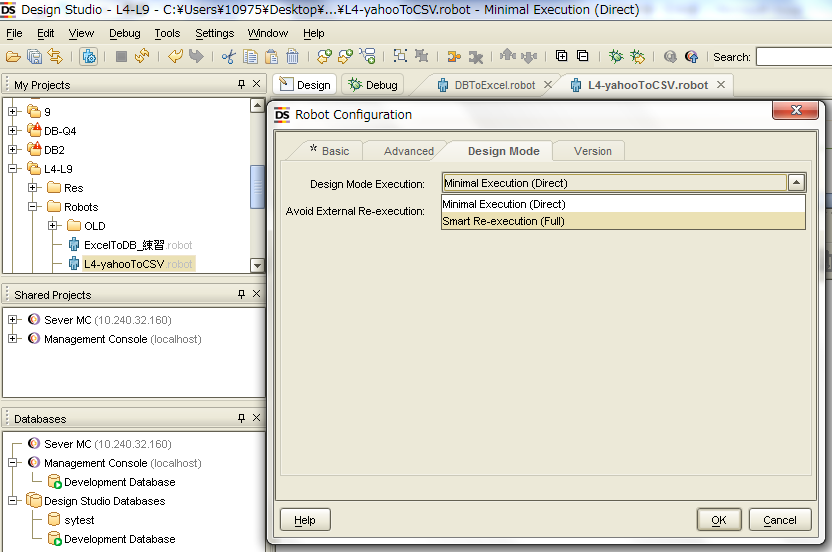 DS Design Studio - L4-L9 - C:¥Users¥10975¥Desktop¥...¥L4-yahooToCSV.robot - Minimal Execution (Direct)
File Edit View Debug Tools Settings Window Help
Search:
My Projects
Design Debug DBToExcel.robot L4-yahooToCSV.robot
9
DB-Q4
DB2
L4-L9
Res
Robots
OLD
ExcelToDB_練習.robot
L4-yahooToCSV.robot
Shared Projects
Sever MC (10.240.32.160)
Management Console (localhost)
Databases
Sever MC (10.240.32.160)
Management Console (localhost)
Development Database
Design Studio Databases
sytest
Development Database
DS Robot Configuration
* Basic Advanced Design Mode Version
Design Mode Execution: Minimal Execution (Direct)
Minimal Execution (Direct)
Avoid External Re-execution:
Smart Re-execution (Full)
Help OK Cancel